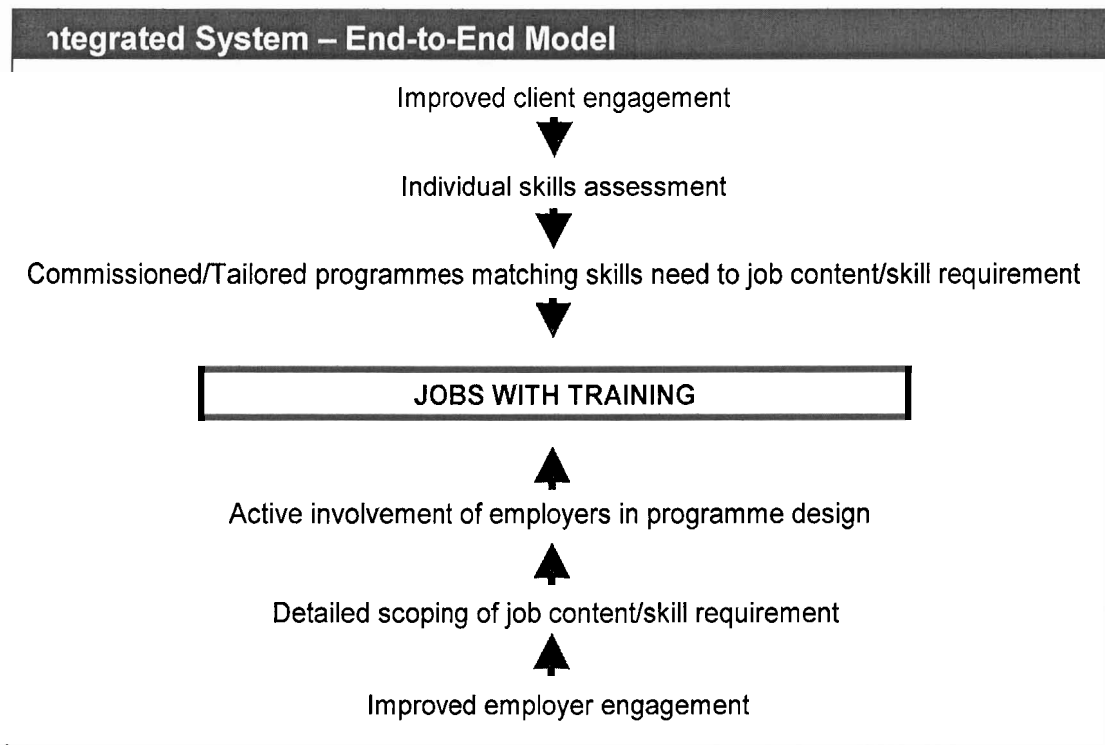 ntegrated System – End-to-End Model
Improved client engagement
Individual skills assessment
Commissioned/Tailored programmes matching skills need to job content/skill requirement
JOBS WITH TRAINING
Active involvement of employers in programme design
Detailed scoping of job content/skill requirement
Improved employer engagement